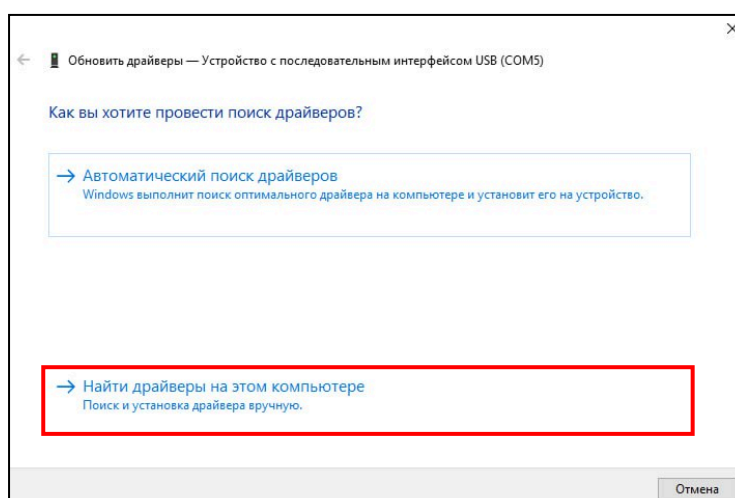 Обновить драйверы — Устройство с последовательным интерфейсом USB (COM5)
Как вы хотите провести поиск драйверов?
Автоматический поиск драйверов
Windows выполнит поиск оптимального драйвера на компьютере и установит его на устройство.
Найти драйверы на этом компьютере
Поиск и установка драйвера вручную.
Отмена